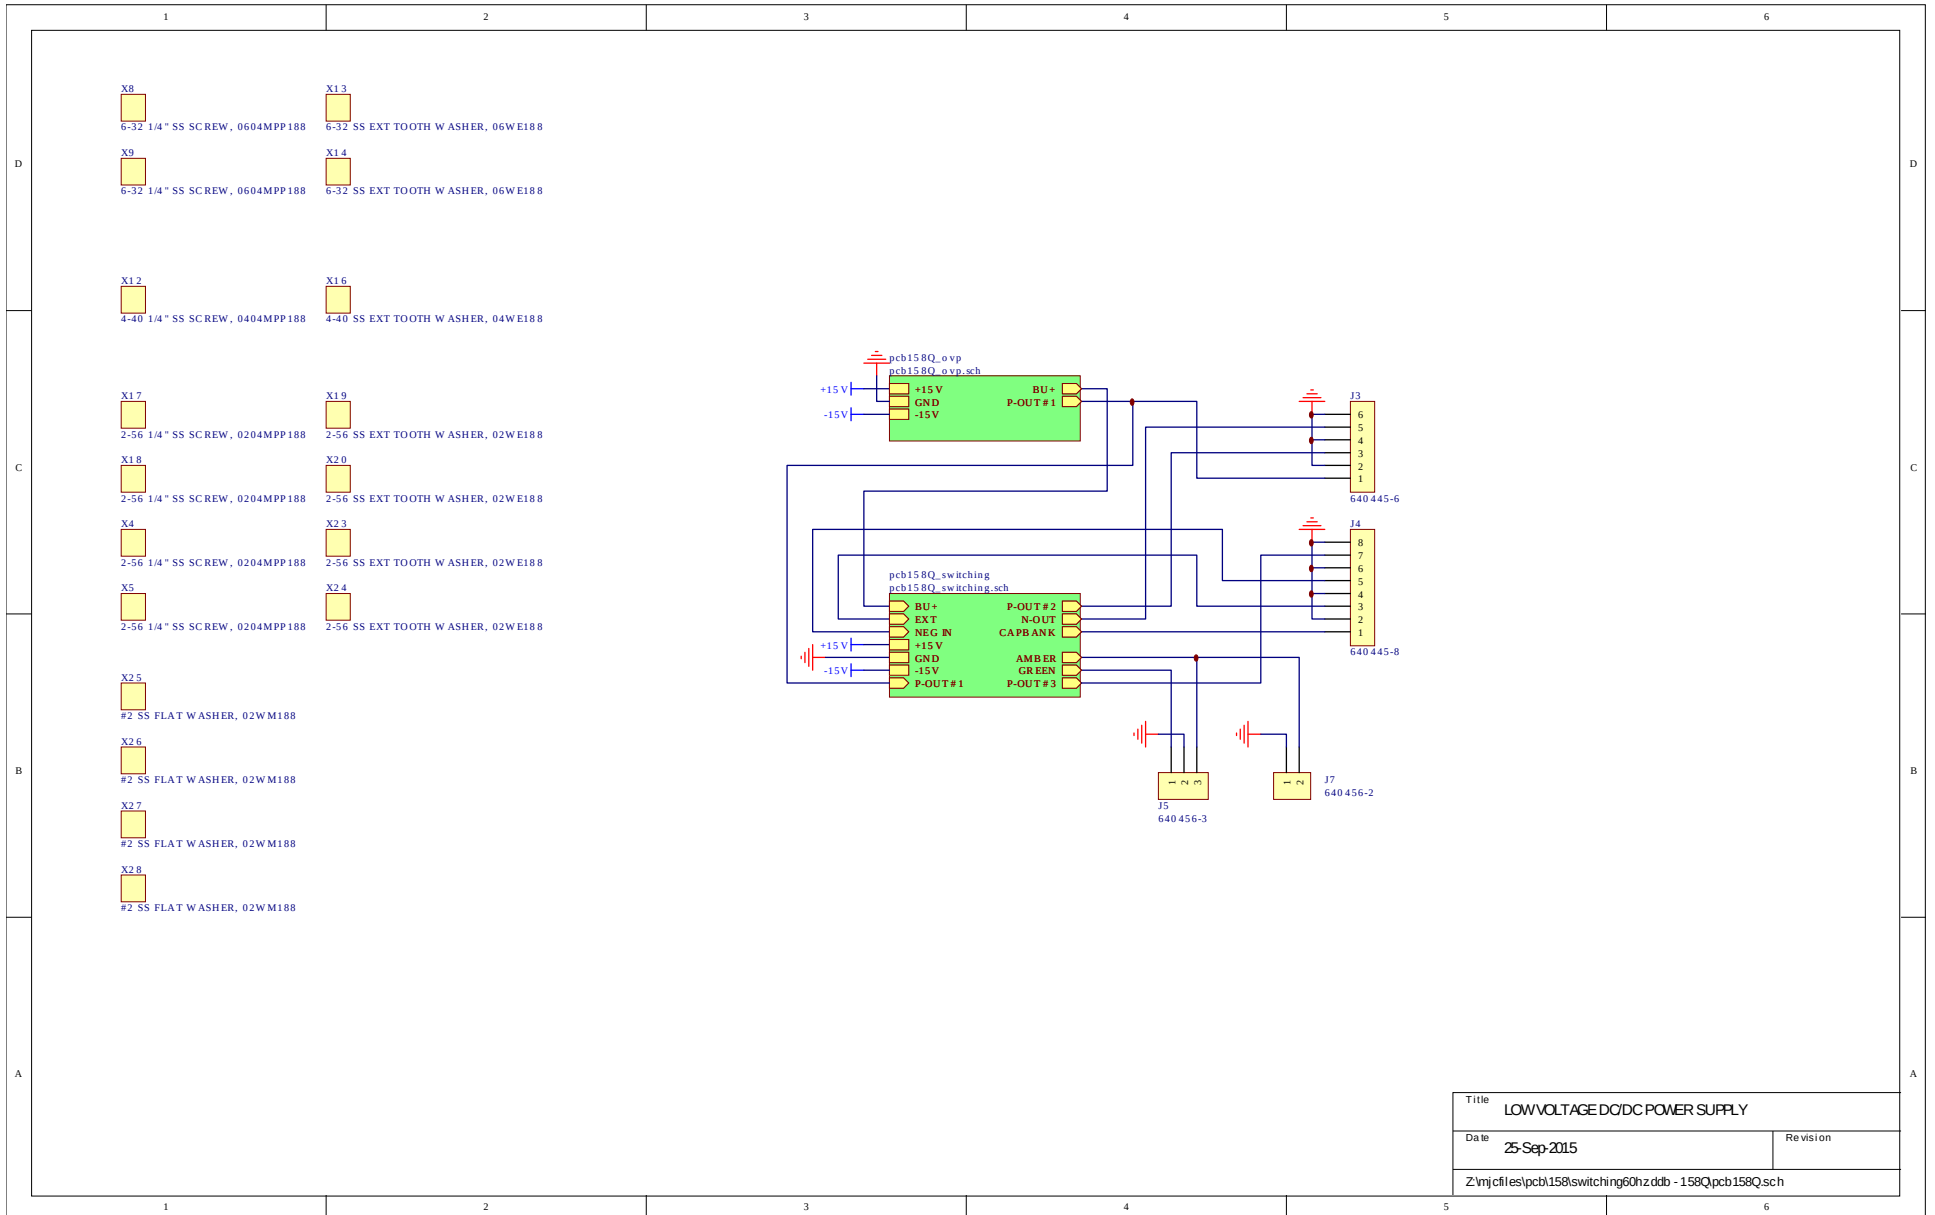 1 2 3 4 5 6
D D
C C
B B
A A
X8
6-32 1/4" SS SCREW, 0604MPP188
X13
6-32 SS EXT TOOTH WASHER, 06WE188
X9
6-32 1/4" SS SCREW, 0604MPP188
X14
6-32 SS EXT TOOTH WASHER, 06WE188
X12
4-40 1/4" SS SCREW, 0404MPP188
X16
4-40 SS EXT TOOTH WASHER, 04WE188
X17
2-56 1/4" SS SCREW, 0204MPP188
X19
2-56 SS EXT TOOTH WASHER, 02WE188
X18
2-56 1/4" SS SCREW, 0204MPP188
X20
2-56 SS EXT TOOTH WASHER, 02WE188
X4
2-56 1/4" SS SCREW, 0204MPP188
X23
2-56 SS EXT TOOTH WASHER, 02WE188
X5
2-56 1/4" SS SCREW, 0204MPP188
X24
2-56 SS EXT TOOTH WASHER, 02WE188
X25
#2 SS FLAT WASHER, 02WM188
X26
#2 SS FLAT WASHER, 02WM188
X27
#2 SS FLAT WASHER, 02WM188
X28
#2 SS FLAT WASHER, 02WM188
pcb158Q_ovp
pcb158Q_ovp.sch
+15V +15V BU+
GND P-OUT#1
-15V -15V
J3
6
5
4
3
2
1
640445-6
J4
8
7
6
5
4
3
2
1
640445-8
pcb158Q_switching
pcb158Q_switching.sch
BU+ P-OUT#2
EXT N-OUT
NEG IN CAPBANK
+15V +15V
GND AMBER
-15V -15V GREEN
P-OUT#1 P-OUT#3
1 2 3
J5
640456-3
1 2
J7
640456-2
Title LOW VOLTAGE DC/DC POWER SUPPLY
Date 25-Sep-2015 Revision
Z:\mjcfiles\pcb\158\switching60hz.ddb - 158Q\pcb158Q.sch
1 2 3 4 5 6